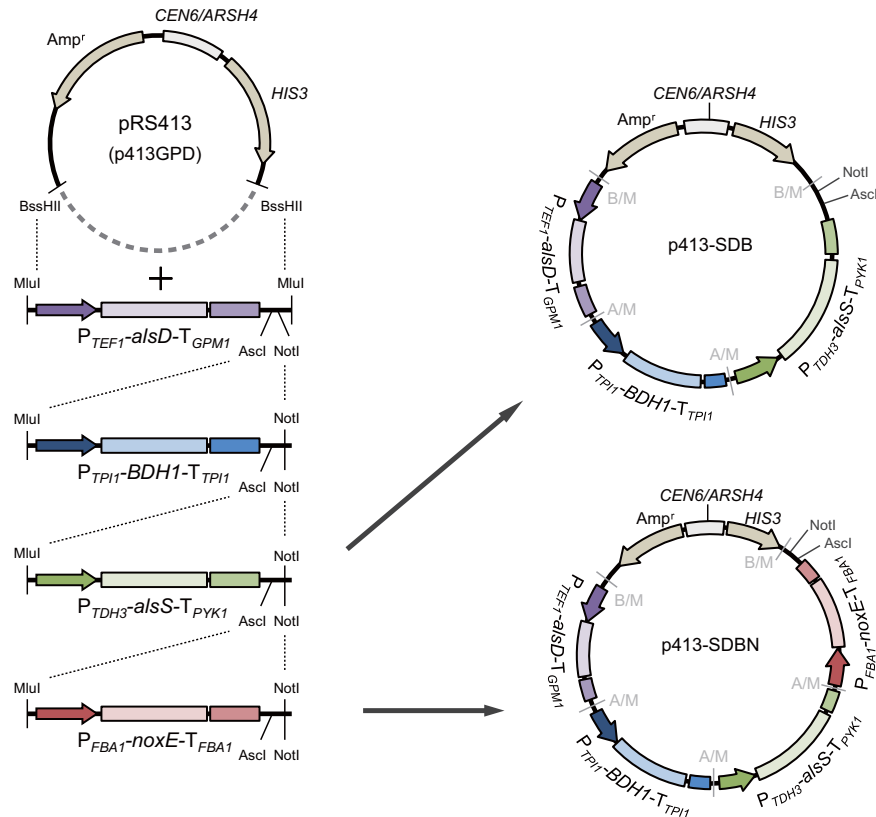 CEN6/ARSH4
Ampʳ
HIS3
pRS413
(p413GPD)
BssHII
BssHII
+
MluI
MluI
P_TEF1-alsD-T_GPM1
AscI
NotI
MluI
NotI
P_TPI1-BDH1-T_TPI1
AscI
NotI
MluI
NotI
P_TDH3-alsS-T_PYK1
AscI
NotI
MluI
NotI
P_FBA1-noxE-T_FBA1
AscI
NotI
CEN6/ARSH4
Ampʳ
HIS3
NotI
AscI
B/M
B/M
p413-SDB
P_TEF1-alsD-T_GPM1
A/M
A/M
P_TPI1-BDH1-T_TPI1
P_TDH3-alsS-T_PYK1
CEN6/ARSH4
Ampʳ
HIS3
NotI
AscI
B/M
B/M
p413-SDBN
P_TEF1-alsD-T_GPM1
P_FBA1-noxE-T_FBA1
A/M
A/M
A/M
P_TPI1-BDH1-T_TPI1
P_TDH3-alsS-T_PYK1